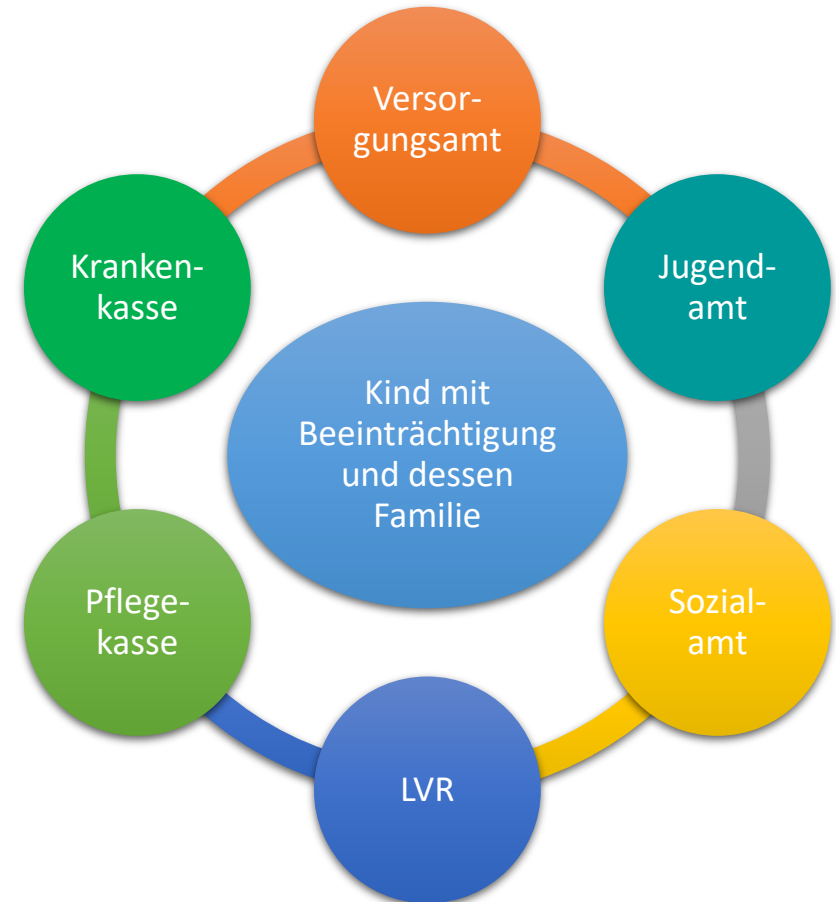 Versor-
gungsamt
Jugend-
amt
Sozial-
amt
LVR
Pflege-
kasse
Kranken-
kasse
Kind mit
Beeinträchtigung
und dessen
Familie